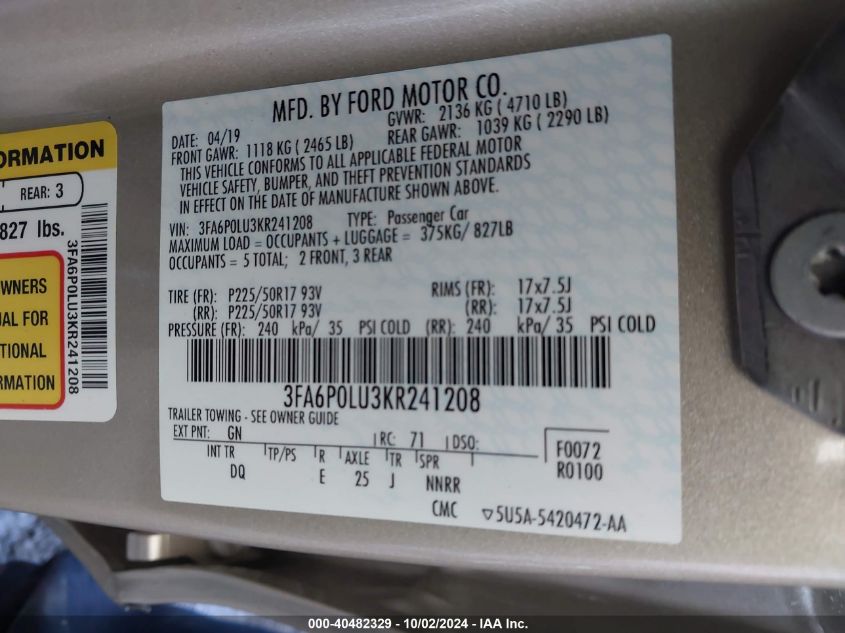 ORMATION
REAR: 3
827 lbs.
WNERS
UAL FOR
TIONAL
RMATION
3FA6P0LU3KR241208
MFD. BY FORD MOTOR CO.
DATE: 04/19 GVWR: 2136 KG ( 4710 LB)
FRONT GAWR: 1118 KG ( 2465 LB) REAR GAWR: 1039 KG ( 2290 LB)
THIS VEHICLE CONFORMS TO ALL APPLICABLE FEDERAL MOTOR
VEHICLE SAFETY, BUMPER, AND THEFT PREVENTION STANDARDS
IN EFFECT ON THE DATE OF MANUFACTURE SHOWN ABOVE.
VIN: 3FA6P0LU3KR241208 TYPE: Passenger Car
MAXIMUM LOAD = OCCUPANTS + LUGGAGE = 375KG/ 827LB
OCCUPANTS = 5 TOTAL; 2 FRONT, 3 REAR
TIRE (FR): P225/50R17 93V RIMS (FR): 17x7.5J
(RR): P225/50R17 93V (RR): 17x7.5J
PRESSURE (FR): 240 kPa/ 35 PSI COLD (RR): 240 kPa/ 35 PSI COLD
3FA6P0LU3KR241208
TRAILER TOWING - SEE OWNER GUIDE
EXT PNT: GN RC: 71 DSO: F0072
INT TR TP/PS R AXLE TR SPR R0100
DQ E 25 J NNRR
CMC 5U5A-5420472-AA
000-40482329 - 10/02/2024 - IAA Inc.